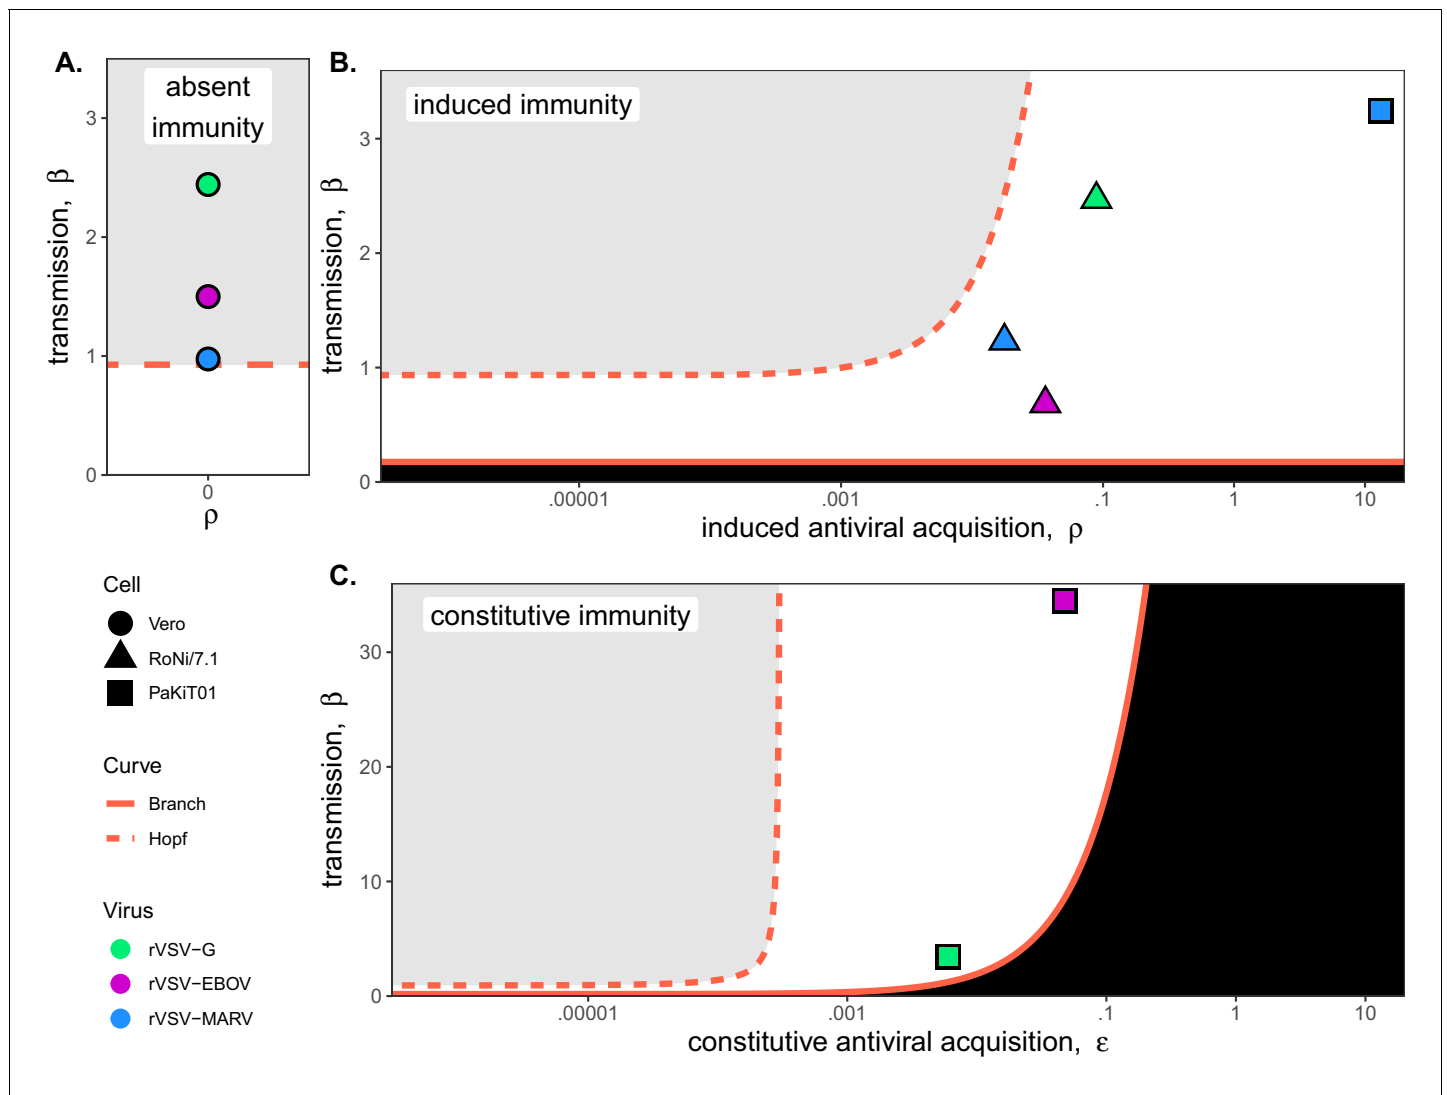 A.
absent
immunity
3
2
1
0
transmission, β
0
ρ
B.
induced immunity
3
2
1
0
transmission, β
.00001
.001
.1
1
10
induced antiviral acquisition, ρ
Cell
Vero
RoNi/7.1
PaKiT01
Curve
Branch
Hopf
Virus
rVSV−G
rVSV−EBOV
rVSV−MARV
C.
constitutive immunity
30
20
10
0
transmission, β
.00001
.001
.1
1
10
constitutive antiviral acquisition, ε